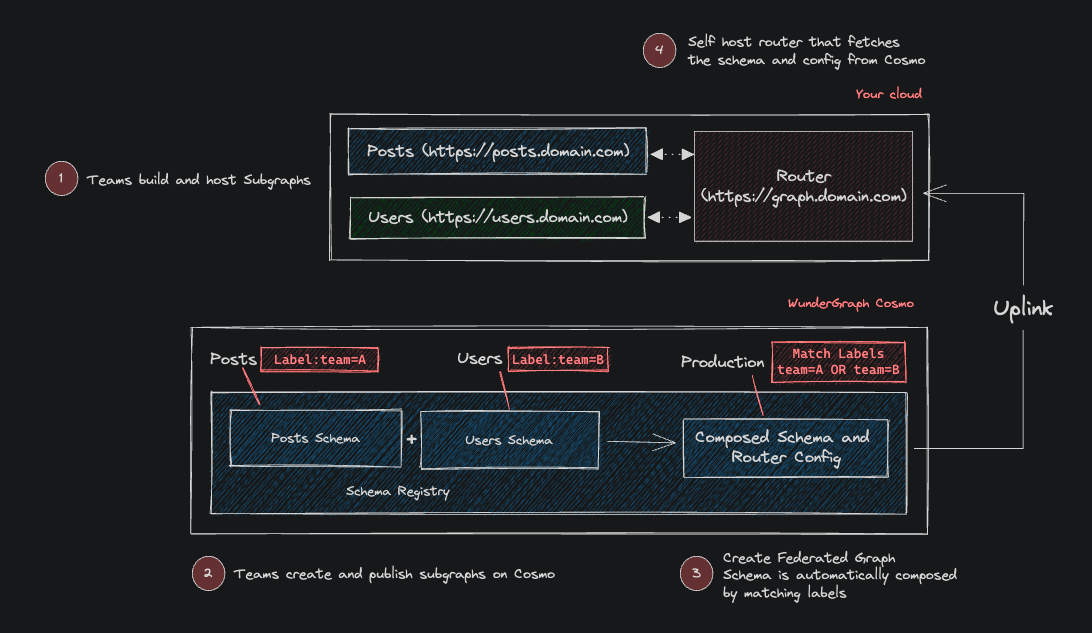 4
Self host router that fetches
the schema and config from Cosmo
Your cloud
Posts (https://posts.domain.com)
Router
(https://graph.domain.com)
1
Teams build and host Subgraphs
Users (https://users.domain.com)
WunderGraph Cosmo
Uplink
Posts
Label:team=A
Users
Label:team=B
Production
Match Labels
team=A OR team=B
Posts Schema
+
Users Schema
Composed Schema and
Router Config
Schema Registry
2
Teams create and publish subgraphs on Cosmo
3
Create Federated Graph
Schema is automatically composed
by matching labels